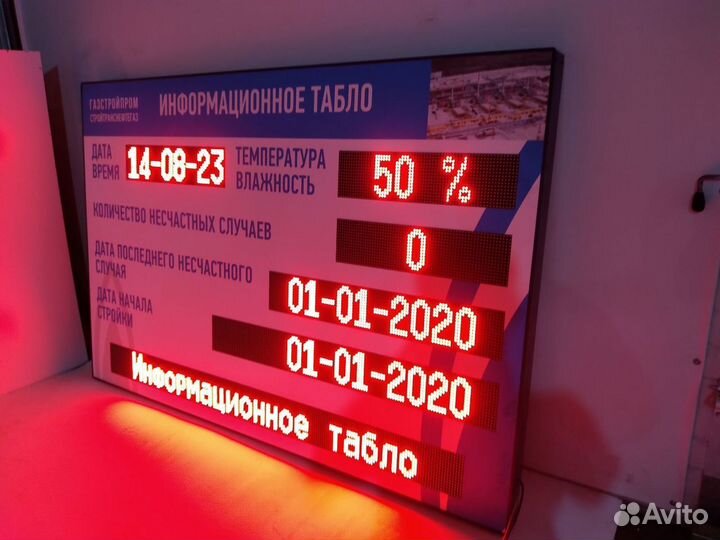 ГАЗСТРОЙПРОМ
СТРОЙТРАНСНЕФТЕГАЗ
ИНФОРМАЦИОННОЕ ТАБЛО
ДАТА
ВРЕМЯ
14-08-23
ТЕМПЕРАТУРА
ВЛАЖНОСТЬ
50 %
КОЛИЧЕСТВО НЕСЧАСТНЫХ СЛУЧАЕВ
0
ДАТА ПОСЛЕДНЕГО НЕСЧАСТНОГО
СЛУЧАЯ
01-01-2020
ДАТА НАЧАЛА
СТРОЙКИ
01-01-2020
Информационное табло
Avito